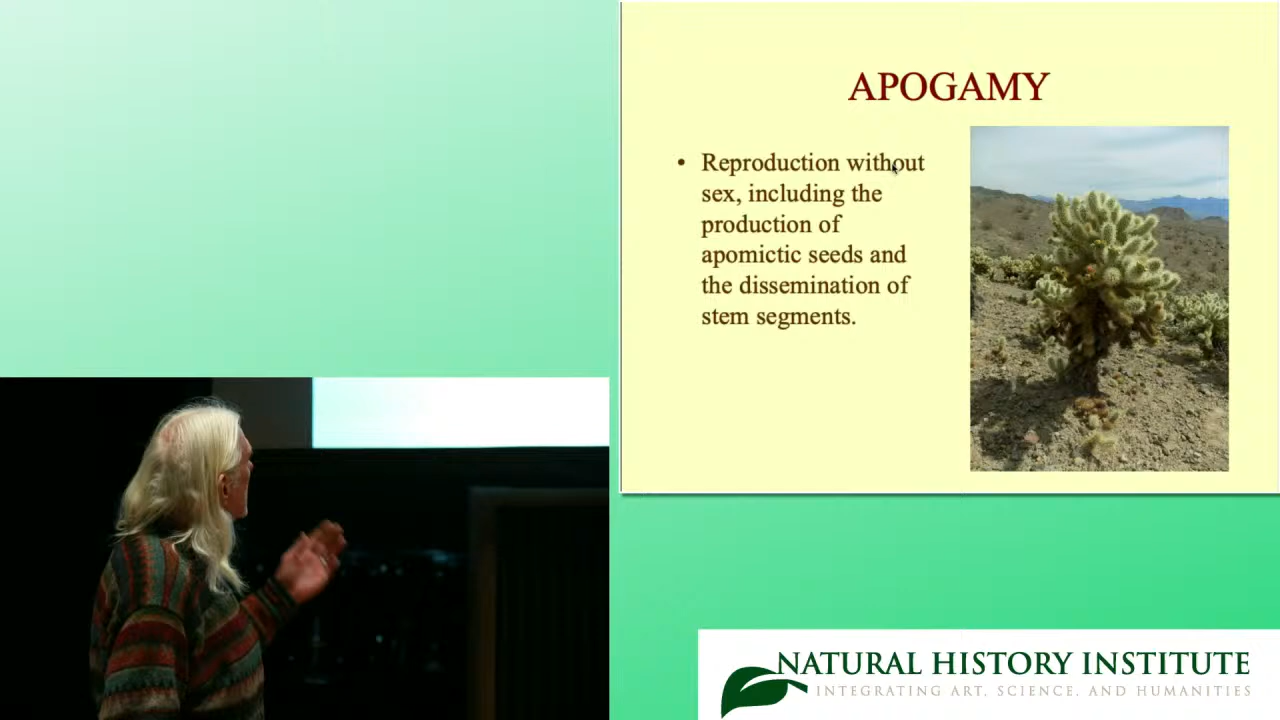 APOGAMY
• Reproduction without
sex, including the
production of
apomictic seeds and
the dissemination of
stem segments.
NATURAL HISTORY INSTITUTE
INTEGRATING ART, SCIENCE, AND HUMANITIES